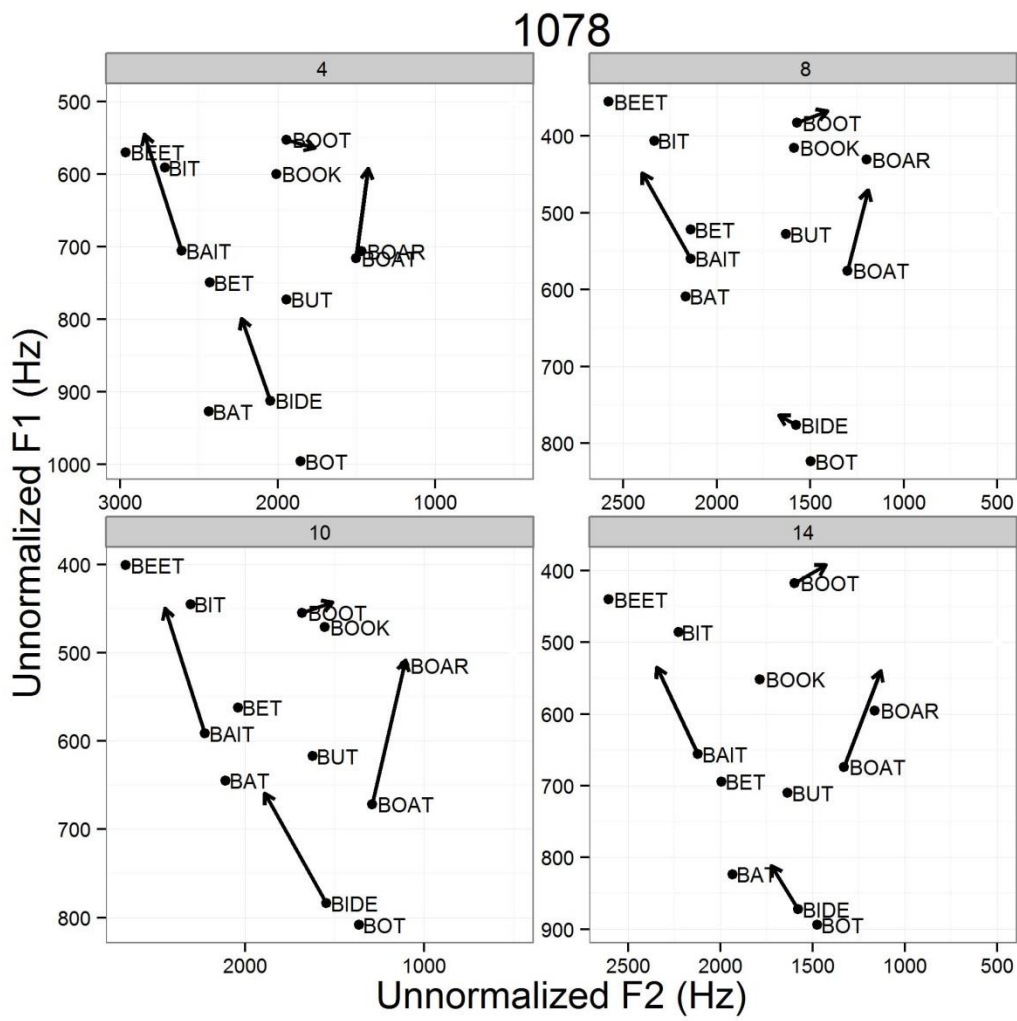 1078
4
500
600
700
800
900
1000
BEET
BOOT
BIT
BOOK
BAIT
BOAR
BOAT
BET
BUT
BIDE
BAT
BOT
3000
2000
1000
8
400
500
600
700
800
BEET
BOOT
BIT
BOOK
BOAR
BET
BUT
BAIT
BOAT
BAT
BIDE
BOT
2500
2000
1500
1000
500
10
400
500
600
700
800
BEET
BIT
BOOT
BOOK
BOAR
BET
BAIT
BUT
BAT
BOAT
BIDE
BOT
2000
1000
14
400
500
600
700
800
900
BOOT
BEET
BIT
BOOK
BOAR
BAIT
BOAT
BET
BUT
BAT
BIDE
BOT
2500
2000
1500
1000
500
Unnormalized F1 (Hz)
Unnormalized F2 (Hz)